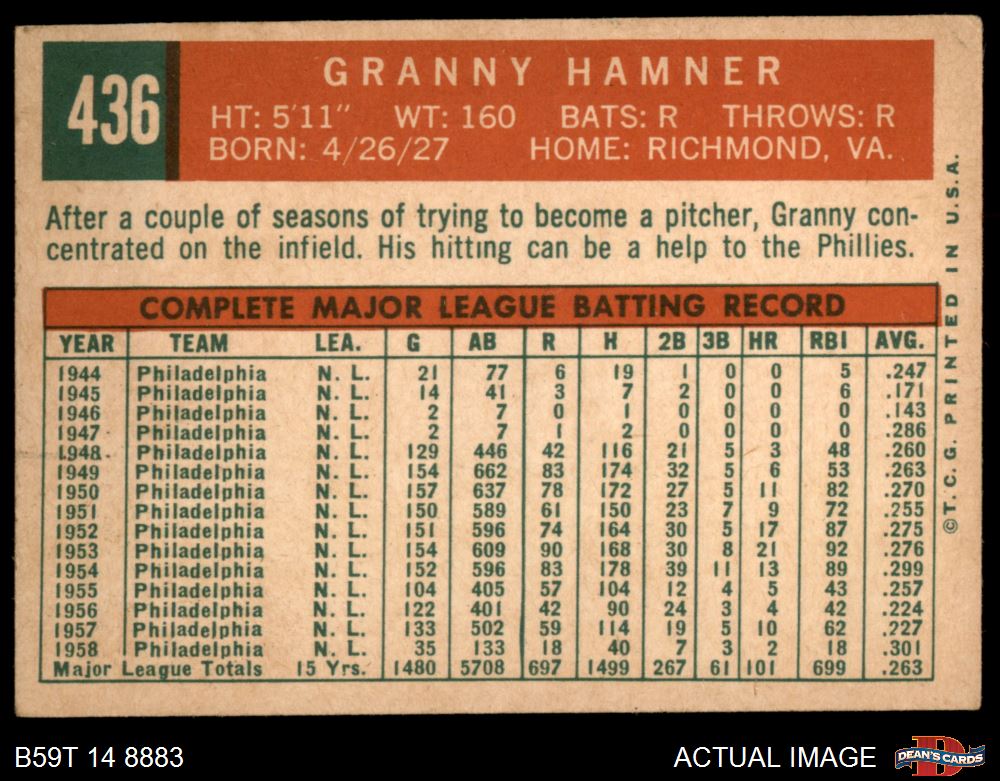 436
GRANNY HAMNER
HT: 5'11" WT: 160 BATS: R THROWS: R
BORN: 4/26/27 HOME: RICHMOND, VA.
After a couple of seasons of trying to become a pitcher, Granny con-
centrated on the infield. His hitting can be a help to the Phillies.
COMPLETE MAJOR LEAGUE BATTING RECORD
YEAR TEAM LEA. G AB R H 2B 3B HR RBI AVG.
1944 Philadelphia N. L. 21 77 6 19 1 0 0 5 .247
1945 Philadelphia N. L. 14 41 3 7 2 0 0 6 .171
1946 Philadelphia N. L. 2 7 0 1 0 0 0 0 .143
1947 Philadelphia N. L. 2 7 1 2 0 0 0 0 .286
1948 Philadelphia N. L. 129 446 42 116 21 5 3 48 .260
1949 Philadelphia N. L. 154 662 83 174 32 5 6 53 .263
1950 Philadelphia N. L. 157 637 78 172 27 5 11 82 .270
1951 Philadelphia N. L. 150 589 61 150 23 7 9 72 .255
1952 Philadelphia N. L. 151 596 74 164 30 5 17 87 .275
1953 Philadelphia N. L. 154 609 90 168 30 8 21 92 .276
1954 Philadelphia N. L. 152 596 83 178 39 11 13 89 .299
1955 Philadelphia N. L. 104 405 57 104 12 4 5 43 .257
1956 Philadelphia N. L. 122 401 42 90 24 3 4 42 .224
1957 Philadelphia N. L. 133 502 59 114 19 5 10 62 .227
1958 Philadelphia N. L. 35 133 18 40 7 3 2 18 .301
Major League Totals 15 Yrs. 1480 5708 697 1499 267 61 101 699 .263
©T.C.G. PRINTED IN U.S.A.
B59T 14 8883
ACTUAL IMAGE
D
DEAN'S CARDS